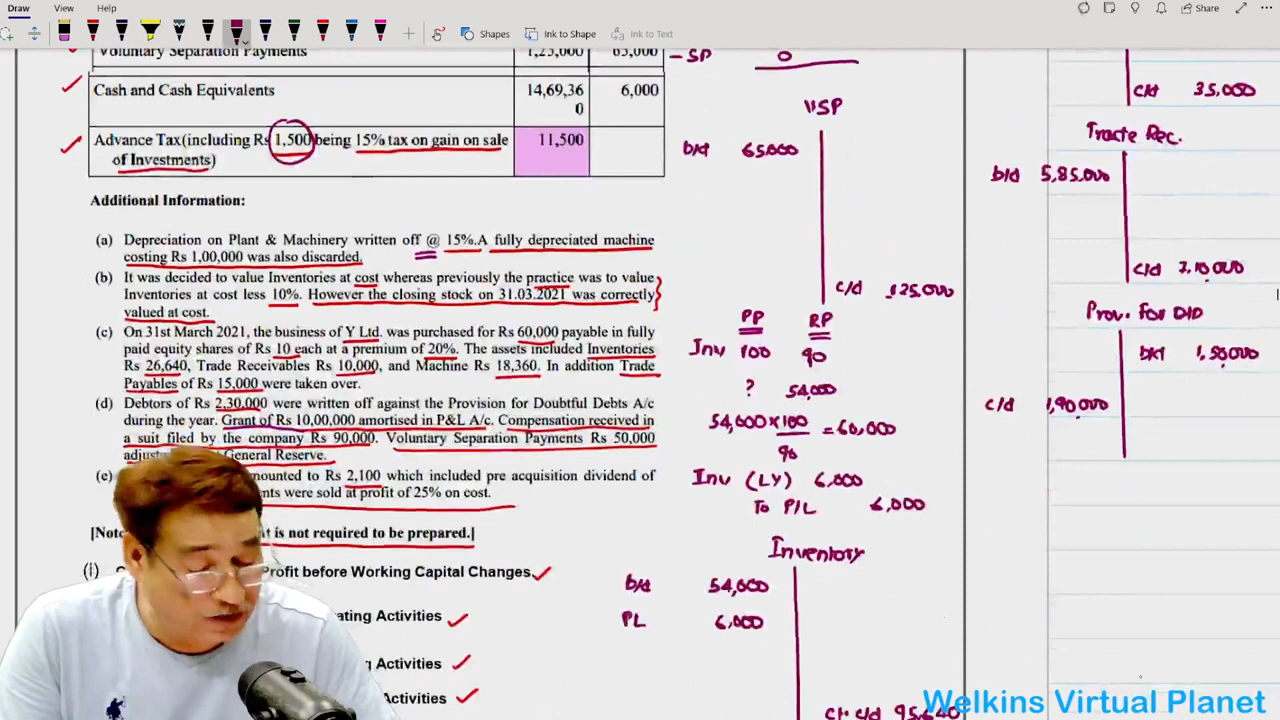 Draw View Help
Shapes Ink to Shape Ink to Text Share
Voluntary Separation Payments 1,25,000 65,000
Cash and Cash Equivalents 14,69,36 6,000
0
Advance Tax(including Rs 1,500 being 15% tax on gain on sale 11,500
of Investments)
Additional Information:
(a) Depreciation on Plant & Machinery written off @ 15%.A fully depreciated machine
costing Rs 1,00,000 was also discarded.
(b) It was decided to value Inventories at cost whereas previously the practice was to value
Inventories at cost less 10%. However the closing stock on 31.03.2021 was correctly
valued at cost.
(c) On 31st March 2021, the business of Y Ltd. was purchased for Rs 60,000 payable in fully
paid equity shares of Rs 10 each at a premium of 20%. The assets included Inventories
Rs 26,640, Trade Receivables Rs 10,000, and Machine Rs 18,360. In addition Trade
Payables of Rs 15,000 were taken over.
(d) Debtors of Rs 2,30,000 were written off against the Provision for Doubtful Debts A/c
during the year. Grant of Rs 10,00,000 amortised in P&L A/c. Compensation received in
a suit filed by the company Rs 90,000. Voluntary Separation Payments Rs 50,000
General Reserve.
(e) amounted to Rs 2,100 which included pre acquisition dividend of
were sold at profit of 25% on cost.
[Note is not required to be prepared.]
(i) Profit before Working Capital Changes
Activities
Activities
Activities
- SP 0
VSP
b/d 65,000
c/d 125,000
PP RP
Inv 100 90
? 54,000
54,000 × 100 = 60,000
90
Inv (LY) 6,000
To P/L 6,000
Inventory
b/d 54,000
PL 6,000
c/d 95,640
c/d 35,000
Trade Rec.
b/d 5,85,000
c/d 7,10,000
Prov. For D/D
b/d 1,50,000
c/d 1,90,000
Welkins Virtual Planet